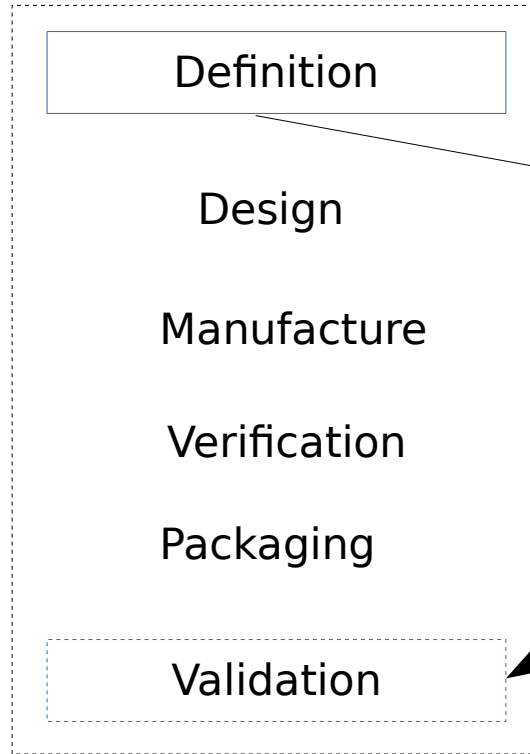 Definition
Design
Manufacture
Verification
Packaging
Validation